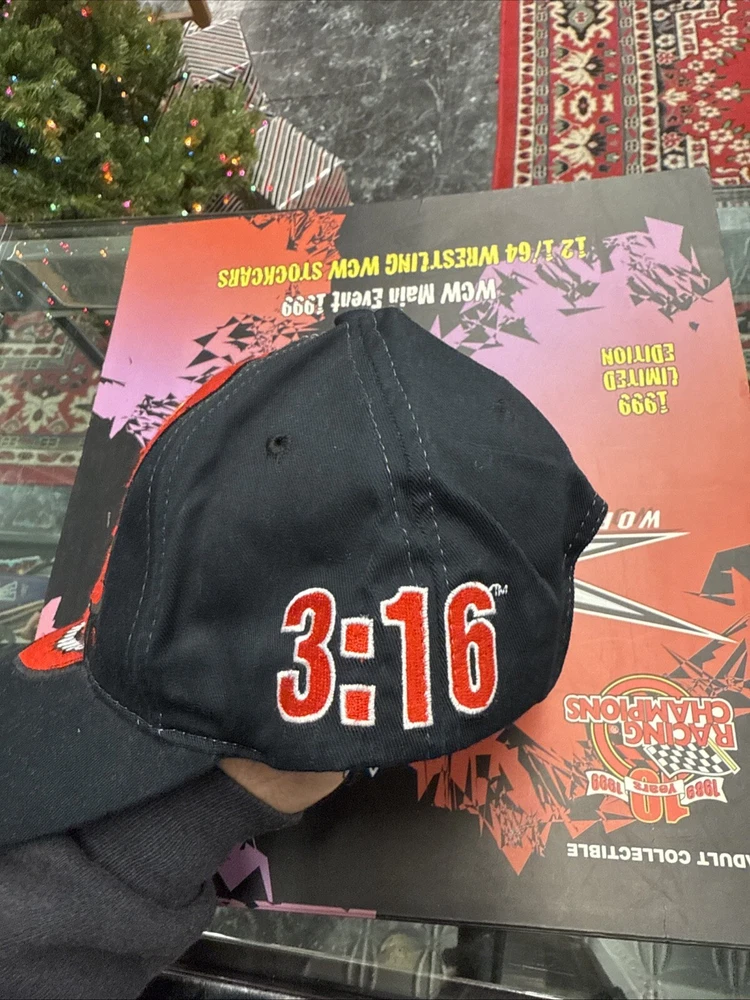 3:16™
12 1/64 WRESTLING WCW STOCKCARS
WCW Main Event 1999
1999
LIMITED
EDITION
RACING
CHAMPIONS
1989 10 1999
Years
ADULT COLLECTIBLE